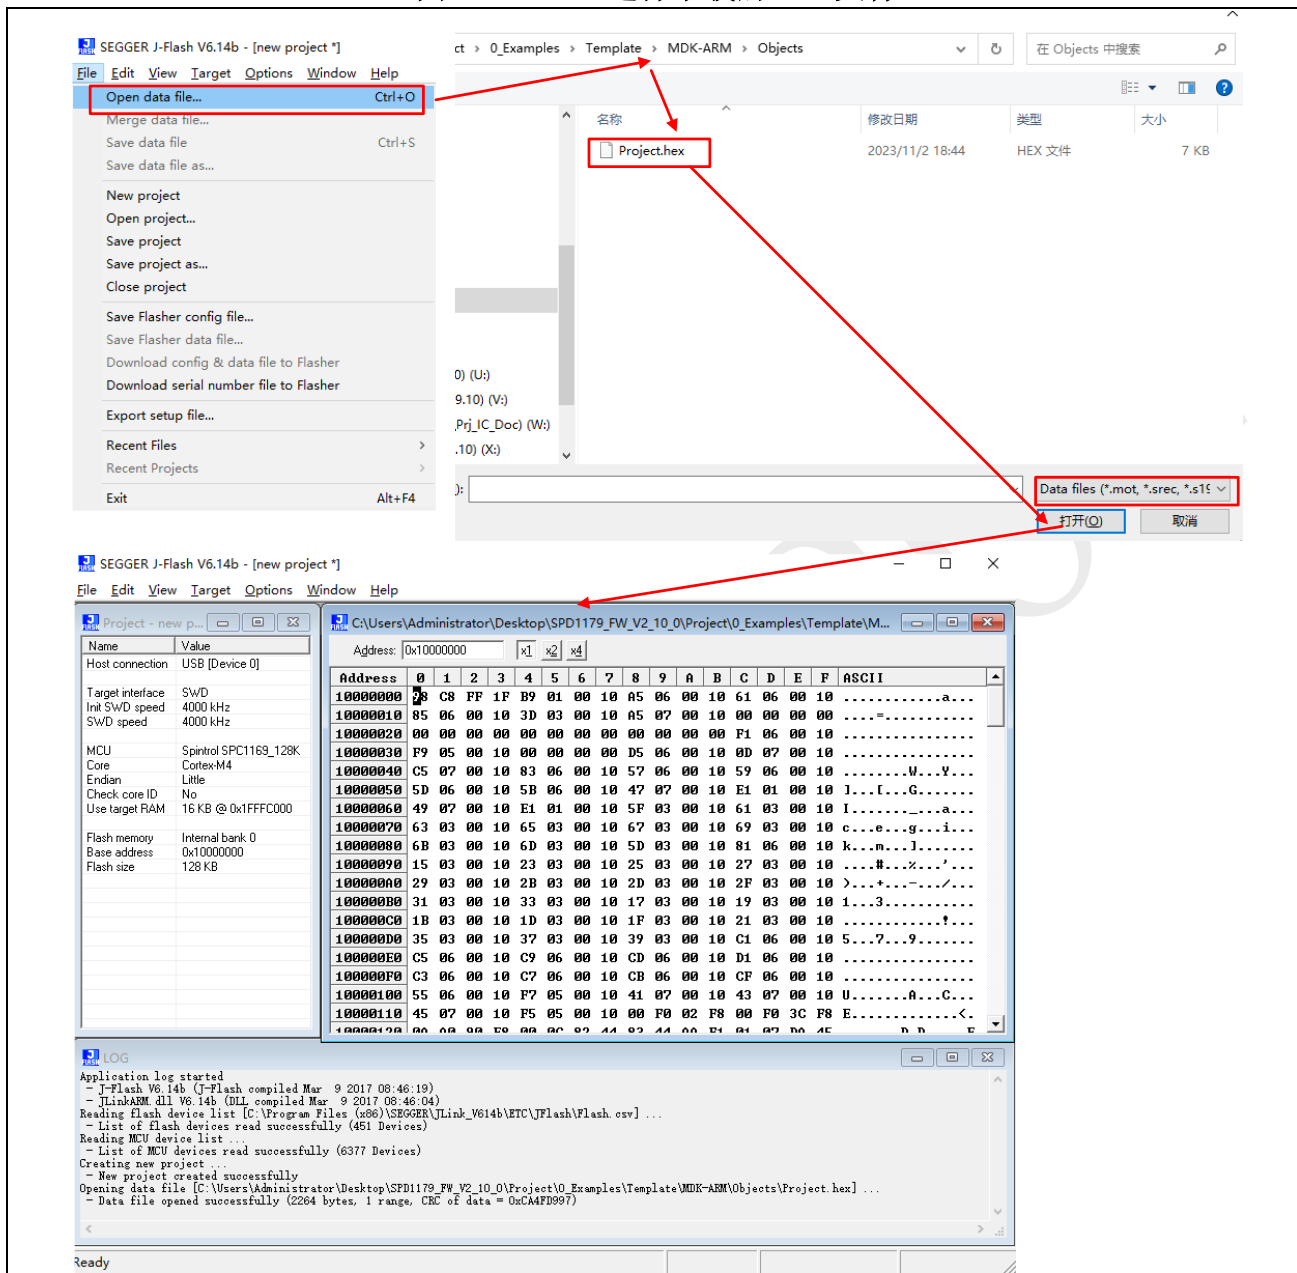 SEGGER J-Flash V6.14b - [new project *]
File Edit View Target Options Window Help
Open data file... Ctrl+O
Merge data file...
Save data file Ctrl+S
Save data file as...
New project
Open project...
Save project
Save project as...
Close project
Save Flasher config file...
Save Flasher data file...
Download config & data file to Flasher
Download serial number file to Flasher
Export setup file...
Recent Files >
Recent Projects >
Exit Alt+F4
ct > 0_Examples > Template > MDK-ARM > Objects
在 Objects 中搜索
名称 修改日期 类型 大小
Project.hex 2023/11/2 18:44 HEX 文件 7 KB
0) (U:)
9.10) (V:)
_Prj_IC_Doc) (W:)
.10) (X:)
):
Data files (*.mot, *.srec, *.s19
打开(O) 取消
SEGGER J-Flash V6.14b - [new project *]
File Edit View Target Options Window Help
Project - new p...
Name Value
Host connection USB [Device 0]
Target interface SWD
Init SWD speed 4000 kHz
SWD speed 4000 kHz
MCU Spintrol SPC1169_128K
Core Cortex-M4
Endian Little
Check core ID No
Use target RAM 16 KB @ 0x1FFFC000
Flash memory Internal bank 0
Base address 0x10000000
Flash size 128 KB
C:\Users\Administrator\Desktop\SPD1179_FW_V2_10_0\Project\0_Examples\Template\M...
Address: 0x10000000 x1 x2 x4
Address 0 1 2 3 4 5 6 7 8 9 A B C D E F ASCII
10000000 98 C8 FF 1F B9 01 00 10 A5 06 00 10 61 06 00 10 ............a...
10000010 85 06 00 10 3D 03 00 10 A5 07 00 10 00 00 00 00 ....=...........
10000020 00 00 00 00 00 00 00 00 00 00 00 00 F1 06 00 10 ................
10000030 F9 05 00 10 00 00 00 00 D5 06 00 10 0D 07 00 10 ................
10000040 C5 07 00 10 83 06 00 10 57 06 00 10 59 06 00 10 ........W...Y...
10000050 5D 06 00 10 5B 06 00 10 47 07 00 10 E1 01 00 10 ]...[...G.......
10000060 49 07 00 10 E1 01 00 10 5F 03 00 10 61 03 00 10 I......._...a...
10000070 63 03 00 10 65 03 00 10 67 03 00 10 69 03 00 10 c...e...g...i...
10000080 6B 03 00 10 6D 03 00 10 5D 03 00 10 81 06 00 10 k...m...].......
10000090 15 03 00 10 23 03 00 10 25 03 00 10 27 03 00 10 ....#...%...'...
100000A0 29 03 00 10 2B 03 00 10 2D 03 00 10 2F 03 00 10 )...+...-.../...
100000B0 31 03 00 10 33 03 00 10 17 03 00 10 19 03 00 10 1...3...........
100000C0 1B 03 00 10 1D 03 00 10 1F 03 00 10 21 03 00 10 ............!...
100000D0 35 03 00 10 37 03 00 10 39 03 00 10 C1 06 00 10 5...7...9.......
100000E0 C5 06 00 10 C9 06 00 10 CD 06 00 10 D1 06 00 10 ................
100000F0 C3 06 00 10 C7 06 00 10 CB 06 00 10 CF 06 00 10 ................
10000100 55 06 00 10 F7 05 00 10 41 07 00 10 43 07 00 10 U.......A...C...
10000110 45 07 00 10 F5 05 00 10 00 F0 02 F8 00 F0 3C F8 E.............<.
LOG
Application log started
- J-Flash V6.14b (J-Flash compiled Mar 9 2017 08:46:19)
- JLinkARM.dll V6.14b (DLL compiled Mar 9 2017 08:46:04)
Reading flash device list [C:\Program Files (x86)\SEGGER\JLink_V614b\ETC\JFlash\Flash.csv] ...
- List of flash devices read successfully (451 Devices)
Reading MCU device list ...
- List of MCU devices read successfully (6377 Devices)
Creating new project ...
- New project created successfully
Opening data file [C:\Users\Administrator\Desktop\SPD1179_FW_V2_10_0\Project\0_Examples\Template\MDK-ARM\Objects\Project.hex] ...
- Data file opened successfully (2264 bytes, 1 range, CRC of data = 0xCA4FD997)
Ready